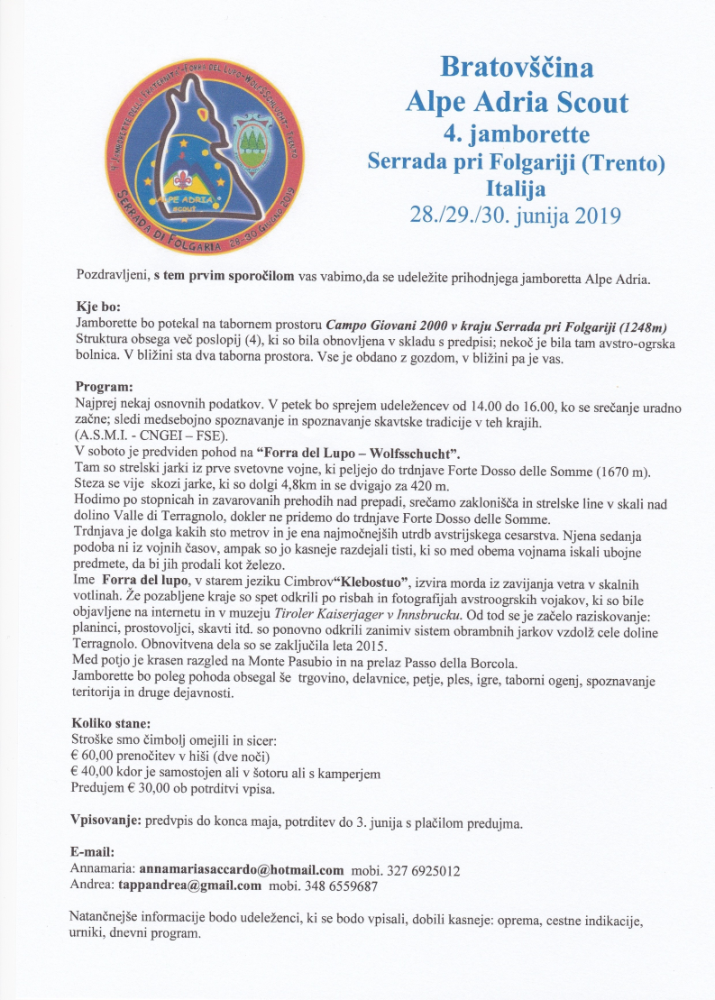 4° JAMBORETTE DELLA FRATERNITA'-FORRA DEL LUPO-WOLFSSCHLUCHT-TRENTO
ALPE ADRIA
SCOUT
SERRADA DI FOLGARIA 28-30 GIUGNO 2019
Bratovščina
Alpe Adria Scout
4. jamborette
Serrada pri Folgariji (Trento)
Italija
28./29./30. junija 2019
Pozdravljeni, s tem prvim sporočilom vas vabimo,da se udeležite prihodnjega jamboretta Alpe Adria.
Kje bo:
Jamborette bo potekal na tabornem prostoru Campo Giovani 2000 v kraju Serrada pri Folgariji (1248m)
Struktura obsega več poslopij (4), ki so bila obnovljena v skladu s predpisi; nekoč je bila tam avstro-ogrska
bolnica. V bližini sta dva taborna prostora. Vse je obdano z gozdom, v bližini pa je vas.
Program:
Najprej nekaj osnovnih podatkov. V petek bo sprejem udeležencev od 14.00 do 16.00, ko se srečanje uradno
začne; sledi medsebojno spoznavanje in spoznavanje skavtske tradicije v teh krajih.
(A.S.M.I. - CNGEI – FSE).
V soboto je predviden pohod na “Forra del Lupo – Wolfsschucht”.
Tam so strelski jarki iz prve svetovne vojne, ki peljejo do trdnjave Forte Dosso delle Somme (1670 m).
Steza se vije  skozi jarke, ki so dolgi 4,8km in se dvigajo za 420 m.
Hodimo po stopnicah in zavarovanih prehodih nad prepadi, srečamo zaklonišča in strelske line v skali nad
dolino Valle di Terragnolo, dokler ne pridemo do trdnjave Forte Dosso delle Somme.
Trdnjava je dolga kakih sto metrov in je ena najmočnejših utrdb avstrijskega cesarstva. Njena sedanja
podoba ni iz vojnih časov, ampak so jo kasneje razdejali tisti, ki so med obema vojnama iskali ubojne
predmete, da bi jih prodali kot železo.
Ime  Forra del lupo, v starem jeziku Cimbrov“Klebostuo”, izvira morda iz zavijanja vetra v skalnih
votlinah. Že pozabljene kraje so spet odkrili po risbah in fotografijah avstroogrskih vojakov, ki so bile
objavljene na internetu in v muzeju Tiroler Kaiserjager v Innsbrucku. Od tod se je začelo raziskovanje:
planinci, prostovoljci, skavti itd. so ponovno odkrili zanimiv sistem obrambnih jarkov vzdolž cele doline
Terragnolo. Obnovitvena dela so se zaključila leta 2015.
Med potjo je krasen razgled na Monte Pasubio in na prelaz Passo della Borcola.
Jamborette bo poleg pohoda obsegal še  trgovino, delavnice, petje, ples, igre, taborni ogenj, spoznavanje
teritorija in druge dejavnosti.
Koliko stane:
Stroške smo čimbolj omejili in sicer:
€ 60,00 prenočitev v hiši (dve noči)
€ 40,00 kdor je samostojen ali v šotoru ali s kamperjem
Predujem € 30,00 ob potrditvi vpisa.
Vpisovanje: predvpis do konca maja, potrditev do 3. junija s plačilom predujma.
E-mail:
Annamaria: annamariasaccardo@hotmail.com  mobi. 327 6925012
Andrea: tappandrea@gmail.com  mobi. 348 6559687
Natančnejše informacije bodo udeleženci, ki se bodo vpisali, dobili kasneje: oprema, cestne indikacije,
urniki, dnevni program.